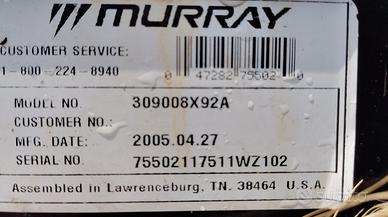 MURRAY
CUSTOMER SERVICE:
1-800-224-8940
0 47282 75502 0
MODEL NO. 309008X92A
CUSTOMER NO.:
MFG. DATE: 2005.04.27
SERIAL NO. 75502117511WZ102
Assembled in Lawrenceburg, TN. 38464 U.S.A.